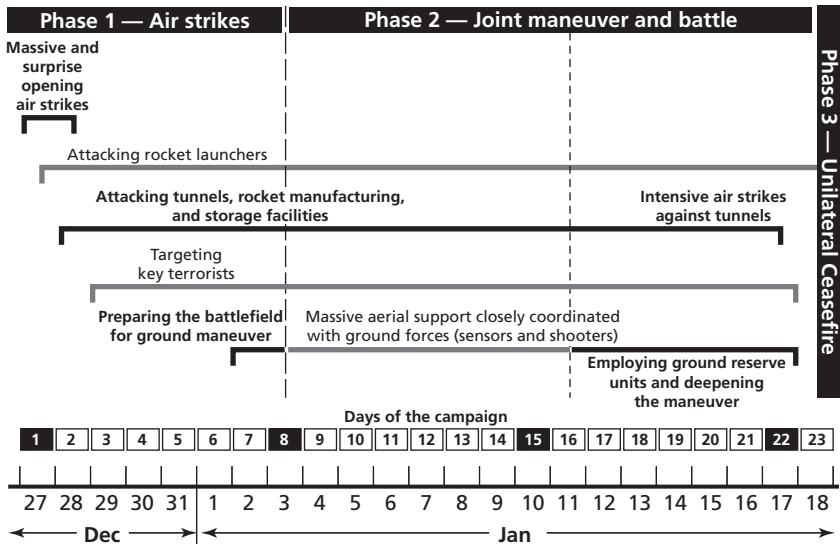 Phase 1 — Air strikes
Phase 2 — Joint maneuver and battle
Phase 3 — Unilateral Ceasefire
Massive and
surprise
opening
air strikes
Attacking rocket launchers
Attacking tunnels, rocket manufacturing,
and storage facilities
Intensive air strikes
against tunnels
Targeting
key terrorists
Preparing the battlefield
for ground maneuver
Massive aerial support closely coordinated
with ground forces (sensors and shooters)
Employing ground reserve
units and deepening
the maneuver
Days of the campaign
1 2 3 4 5 6 7 8 9 10 11 12 13 14 15 16 17 18 19 20 21 22 23
27 28 29 30 31 1 2 3 4 5 6 7 8 9 10 11 12 13 14 15 16 17 18
Dec Jan